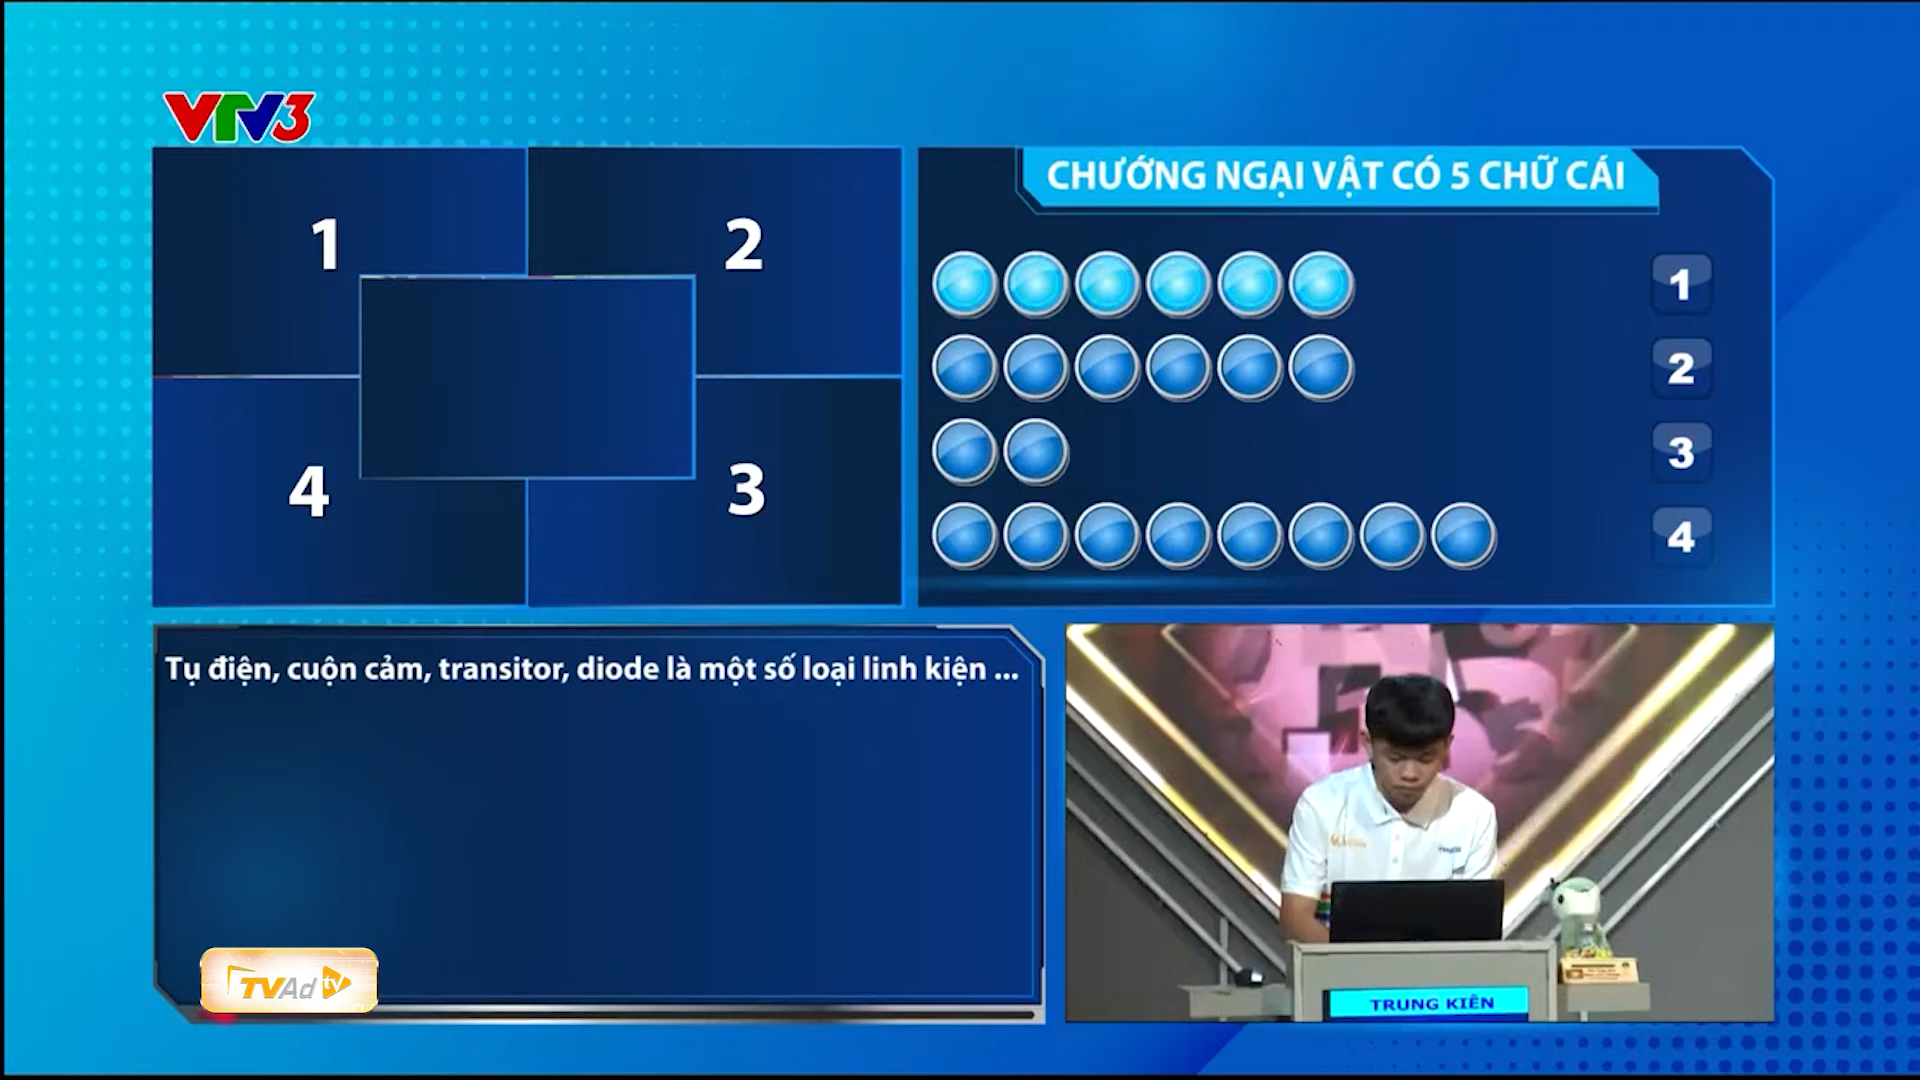 VTV3
CHƯỚNG NGẠI VẬT CÓ 5 CHỮ CÁI
1
2
4
3
1
2
3
4
Tụ điện, cuộn cảm, transitor, diode là một số loại linh kiện ...
TVAd tv
TRUNG KIÊN